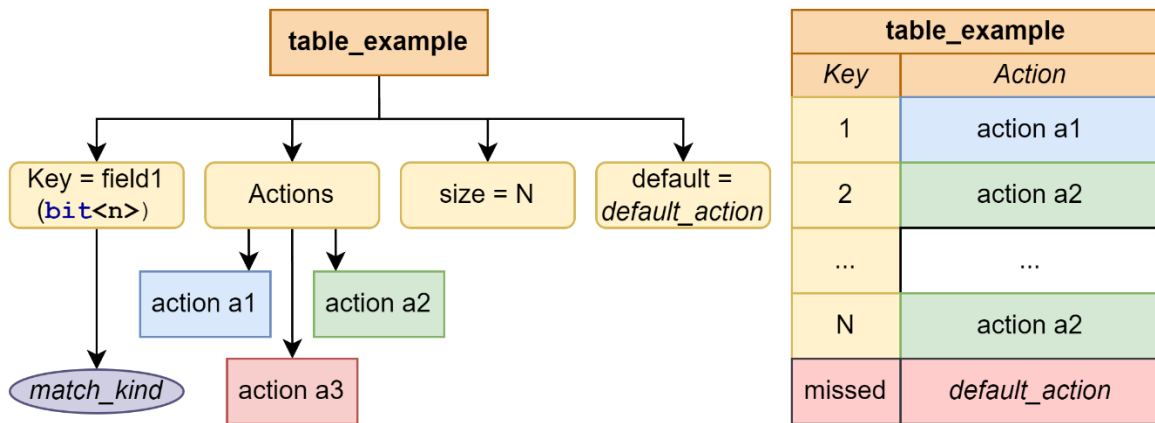 table_example
Key = field1
(bit<n>)
Actions
size = N
default =
default_action
action a1
action a2
match_kind
action a3
table_example
Key
Action
1
action a1
2
action a2
...
...
N
action a2
missed
default_action